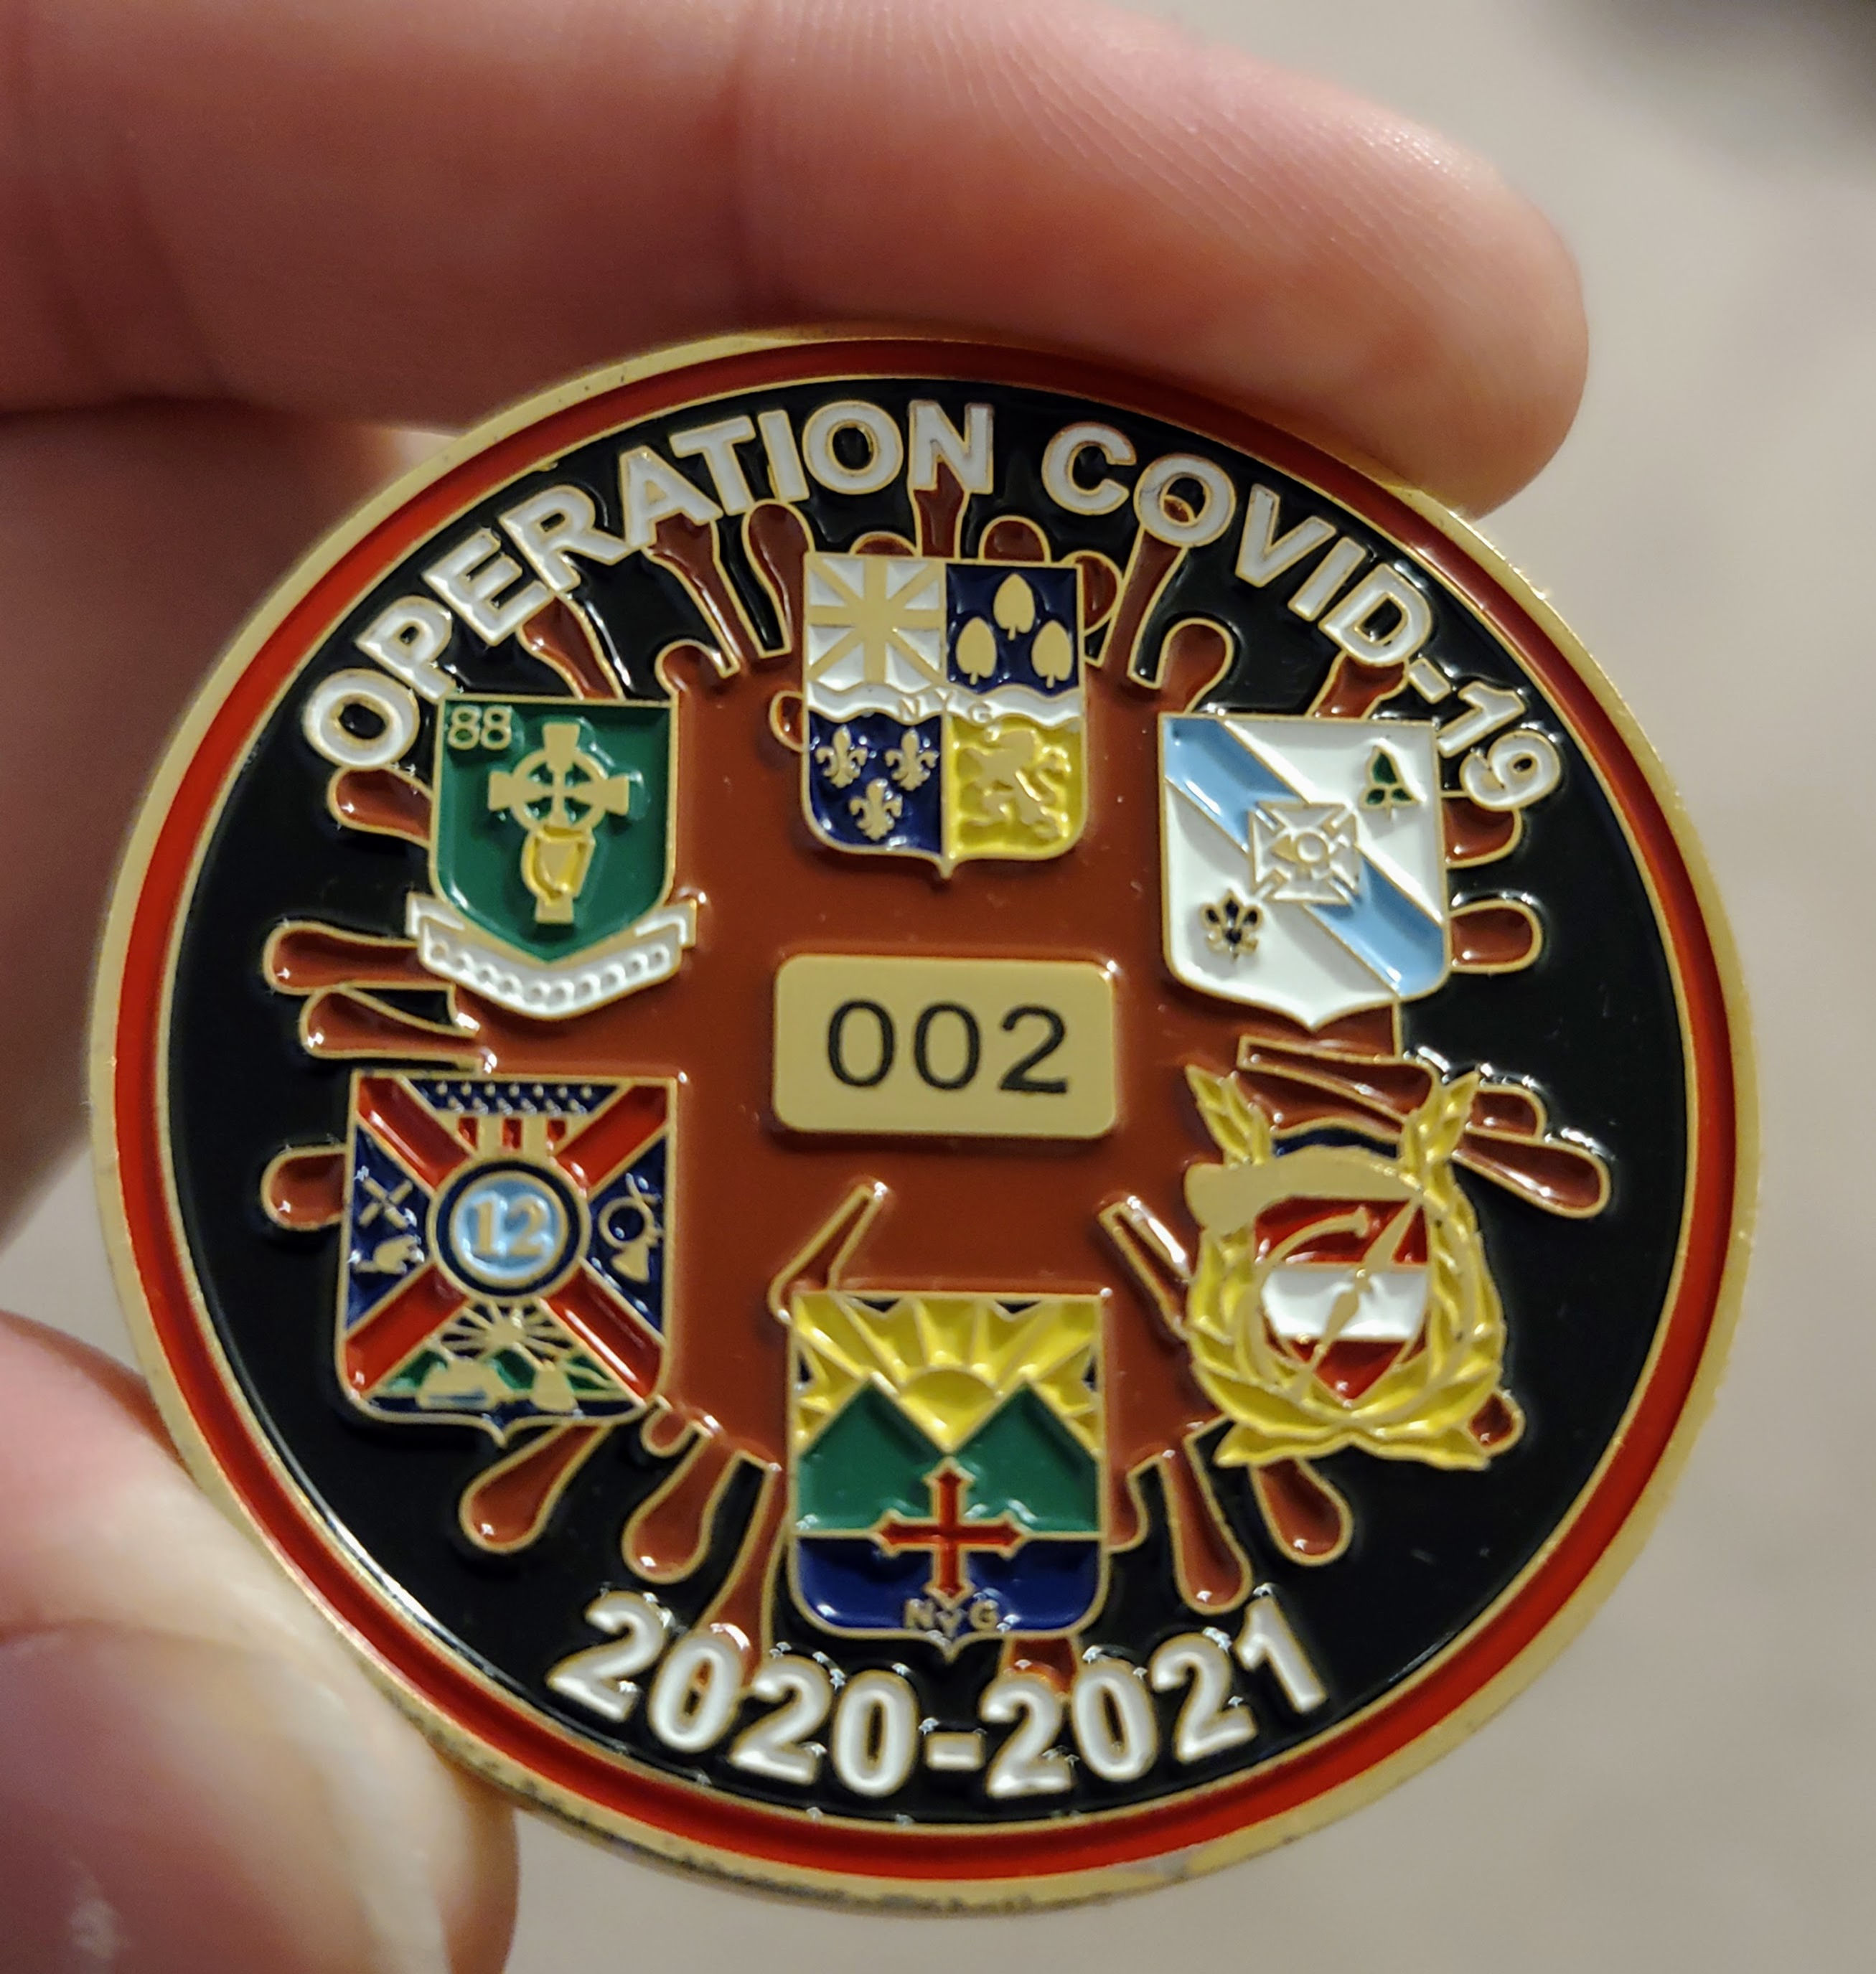 OPERATION COVID-19
NYG
88
002
12
NYG
2020-2021